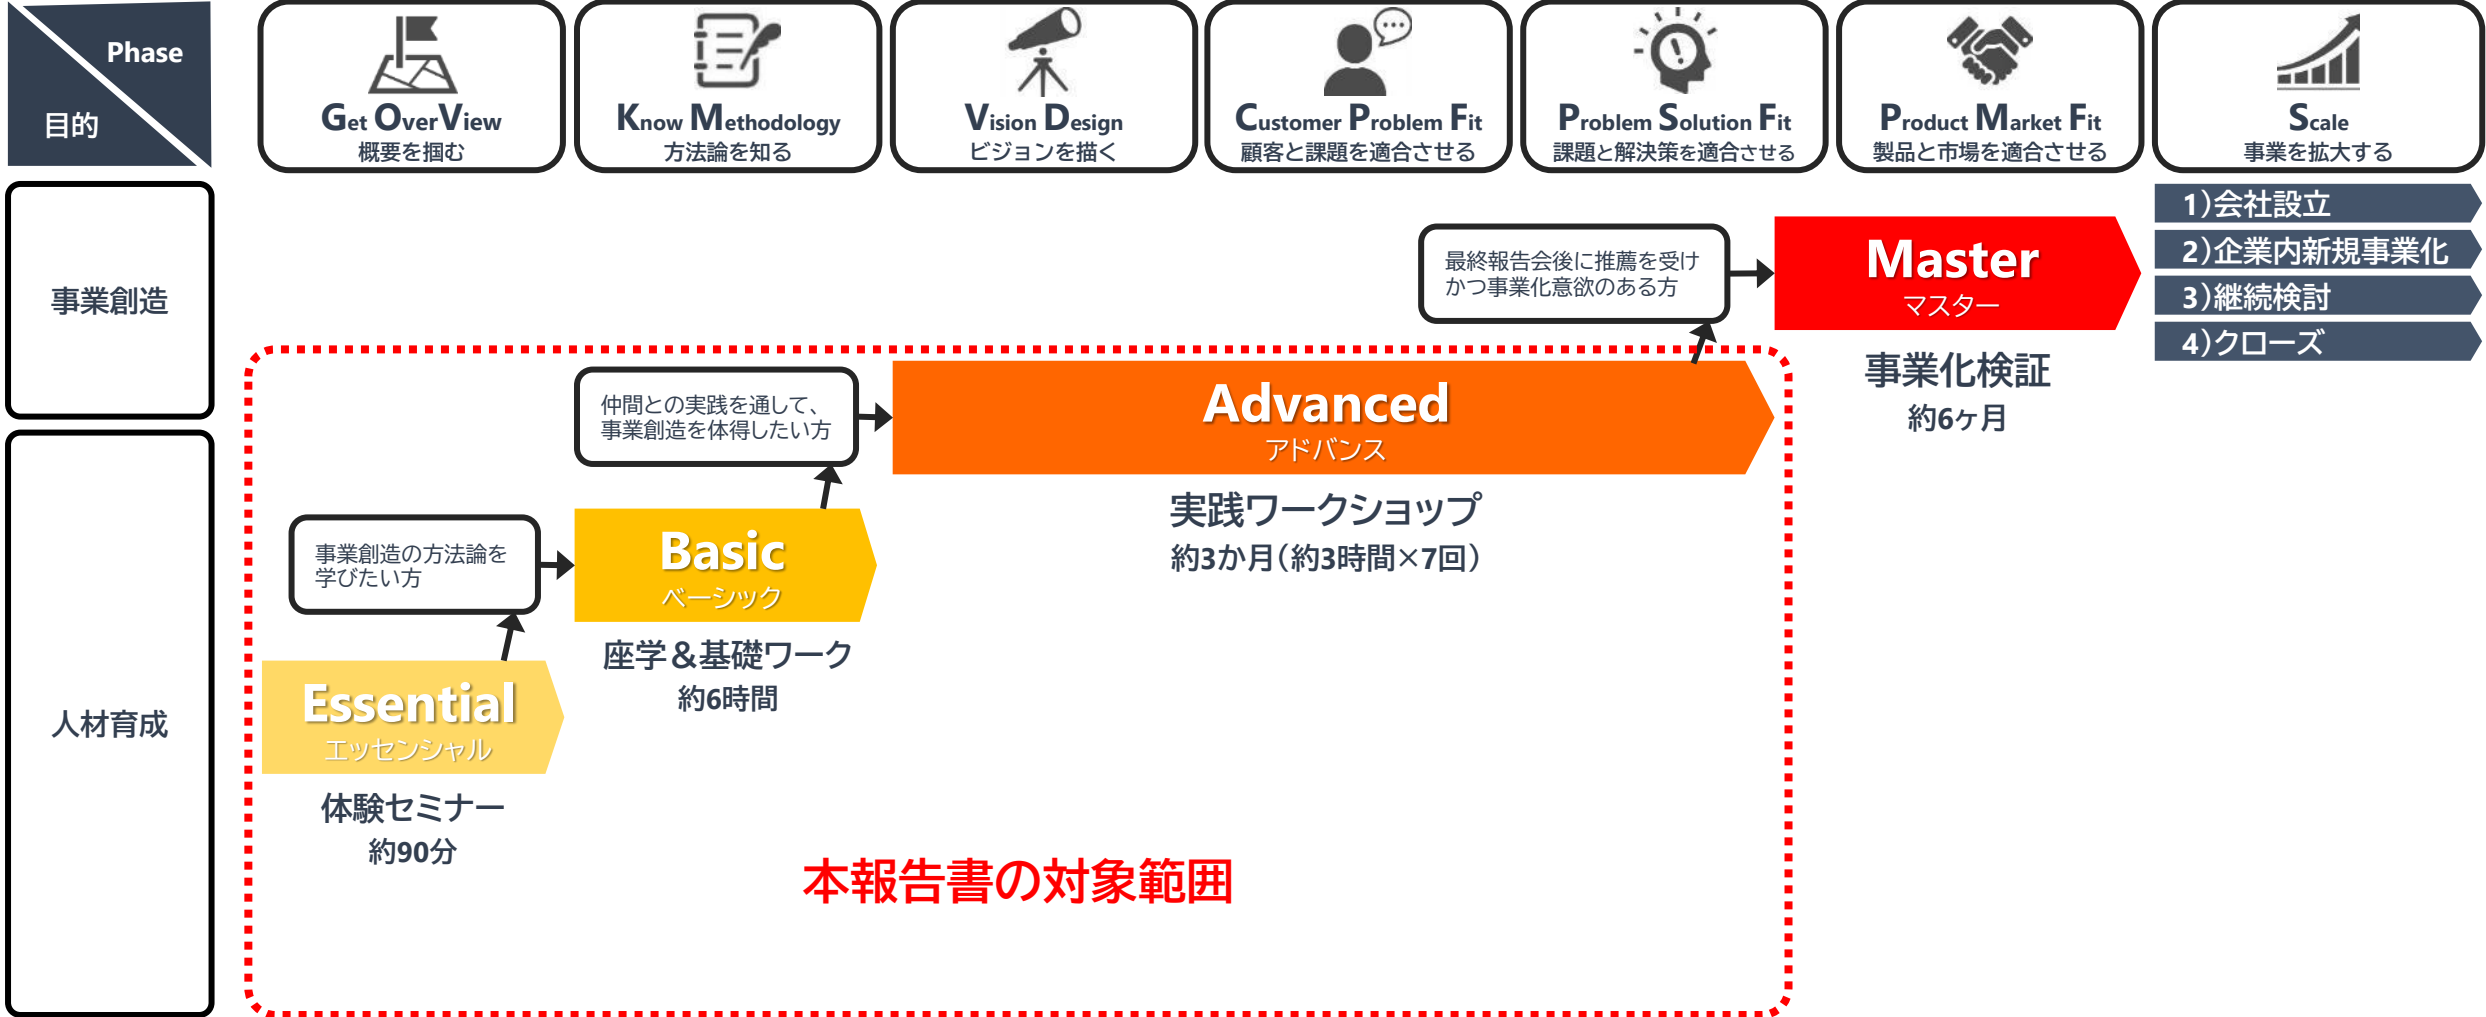 Phase
目的
Get OverView
概要を掴む
Know Methodology
方法論を知る
Vision Design
ビジョンを描く
Customer Problem Fit
顧客と課題を適合させる
Problem Solution Fit
課題と解決策を適合させる
Product Market Fit
製品と市場を適合させる
Scale
事業を拡大する
事業創造
人材育成
1)会社設立
2)企業内新規事業化
3)継続検討
4)クローズ
最終報告会後に推薦を受け
かつ事業化意欲のある方
Master
マスター
事業化検証
約6ヶ月
仲間との実践を通して、
事業創造を体得したい方
Advanced
アドバンス
実践ワークショップ
約3か月(約3時間×7回)
事業創造の方法論を
学びたい方
Basic
ベーシック
座学&基礎ワーク
約6時間
Essential
エッセンシャル
体験セミナー
約90分
本報告書の対象範囲